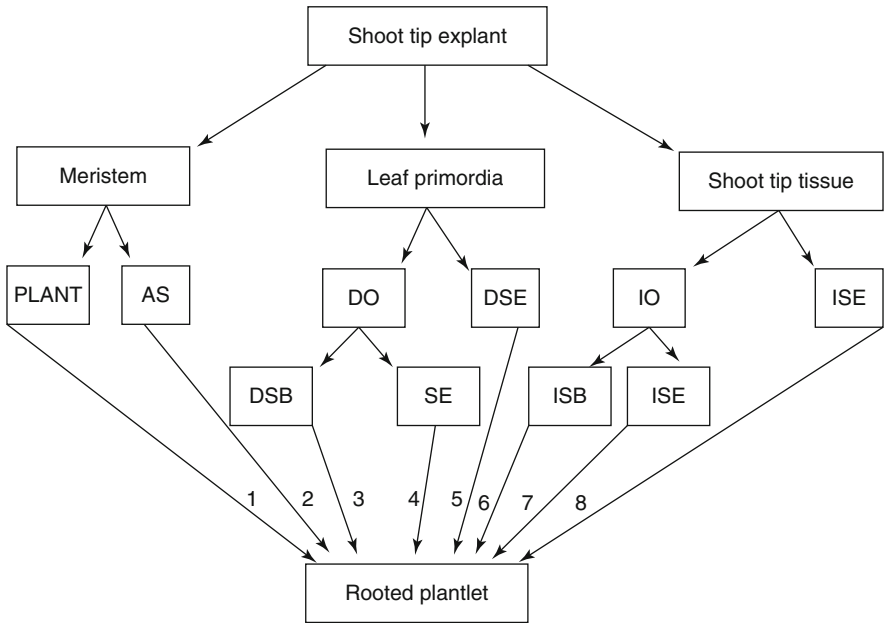 Shoot tip explant
Meristem
Leaf primordia
Shoot tip tissue
PLANT
AS
DO
DSE
IO
ISE
DSB
SE
ISB
ISE
1
2
3
4
5
6
7
8
Rooted plantlet